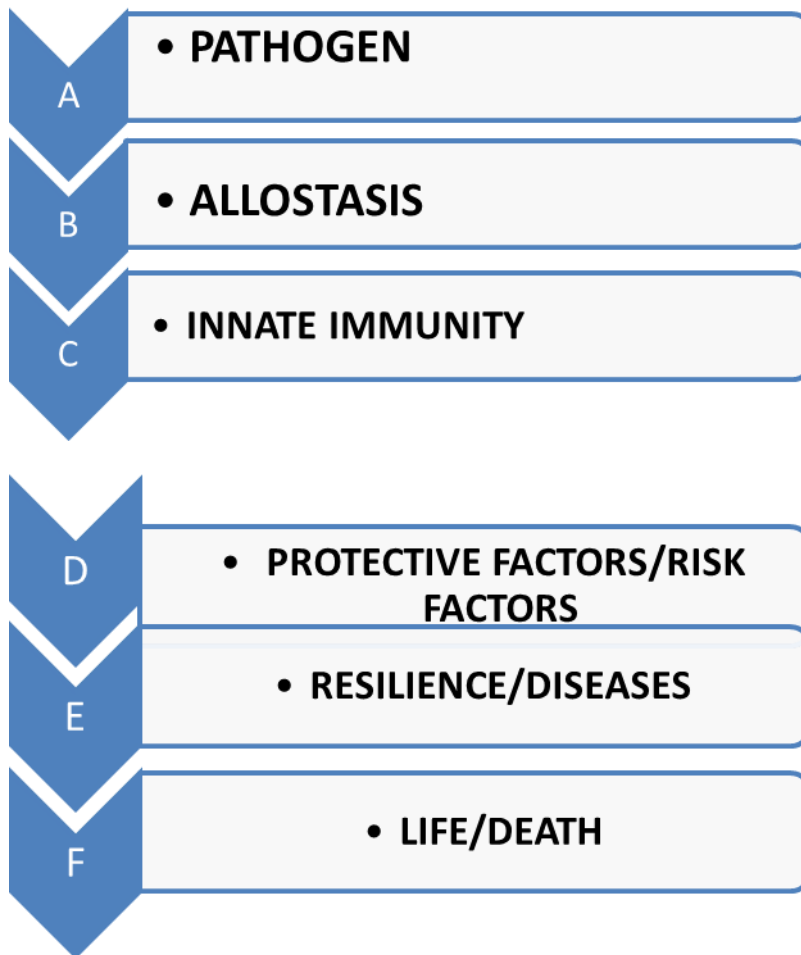 A
• PATHOGEN
B
• ALLOSTASIS
C
• INNATE IMMUNITY
D
• PROTECTIVE FACTORS/RISK
FACTORS
E
• RESILIENCE/DISEASES
F
• LIFE/DEATH